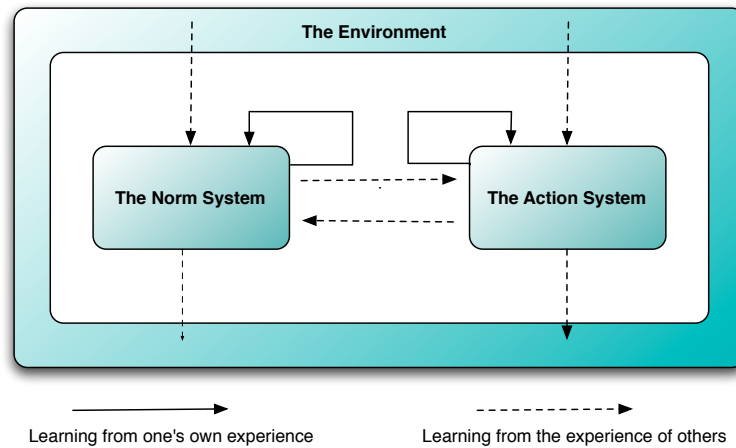 The Environment
The Norm System
The Action System
Learning from one's own experience
Learning from the experience of others